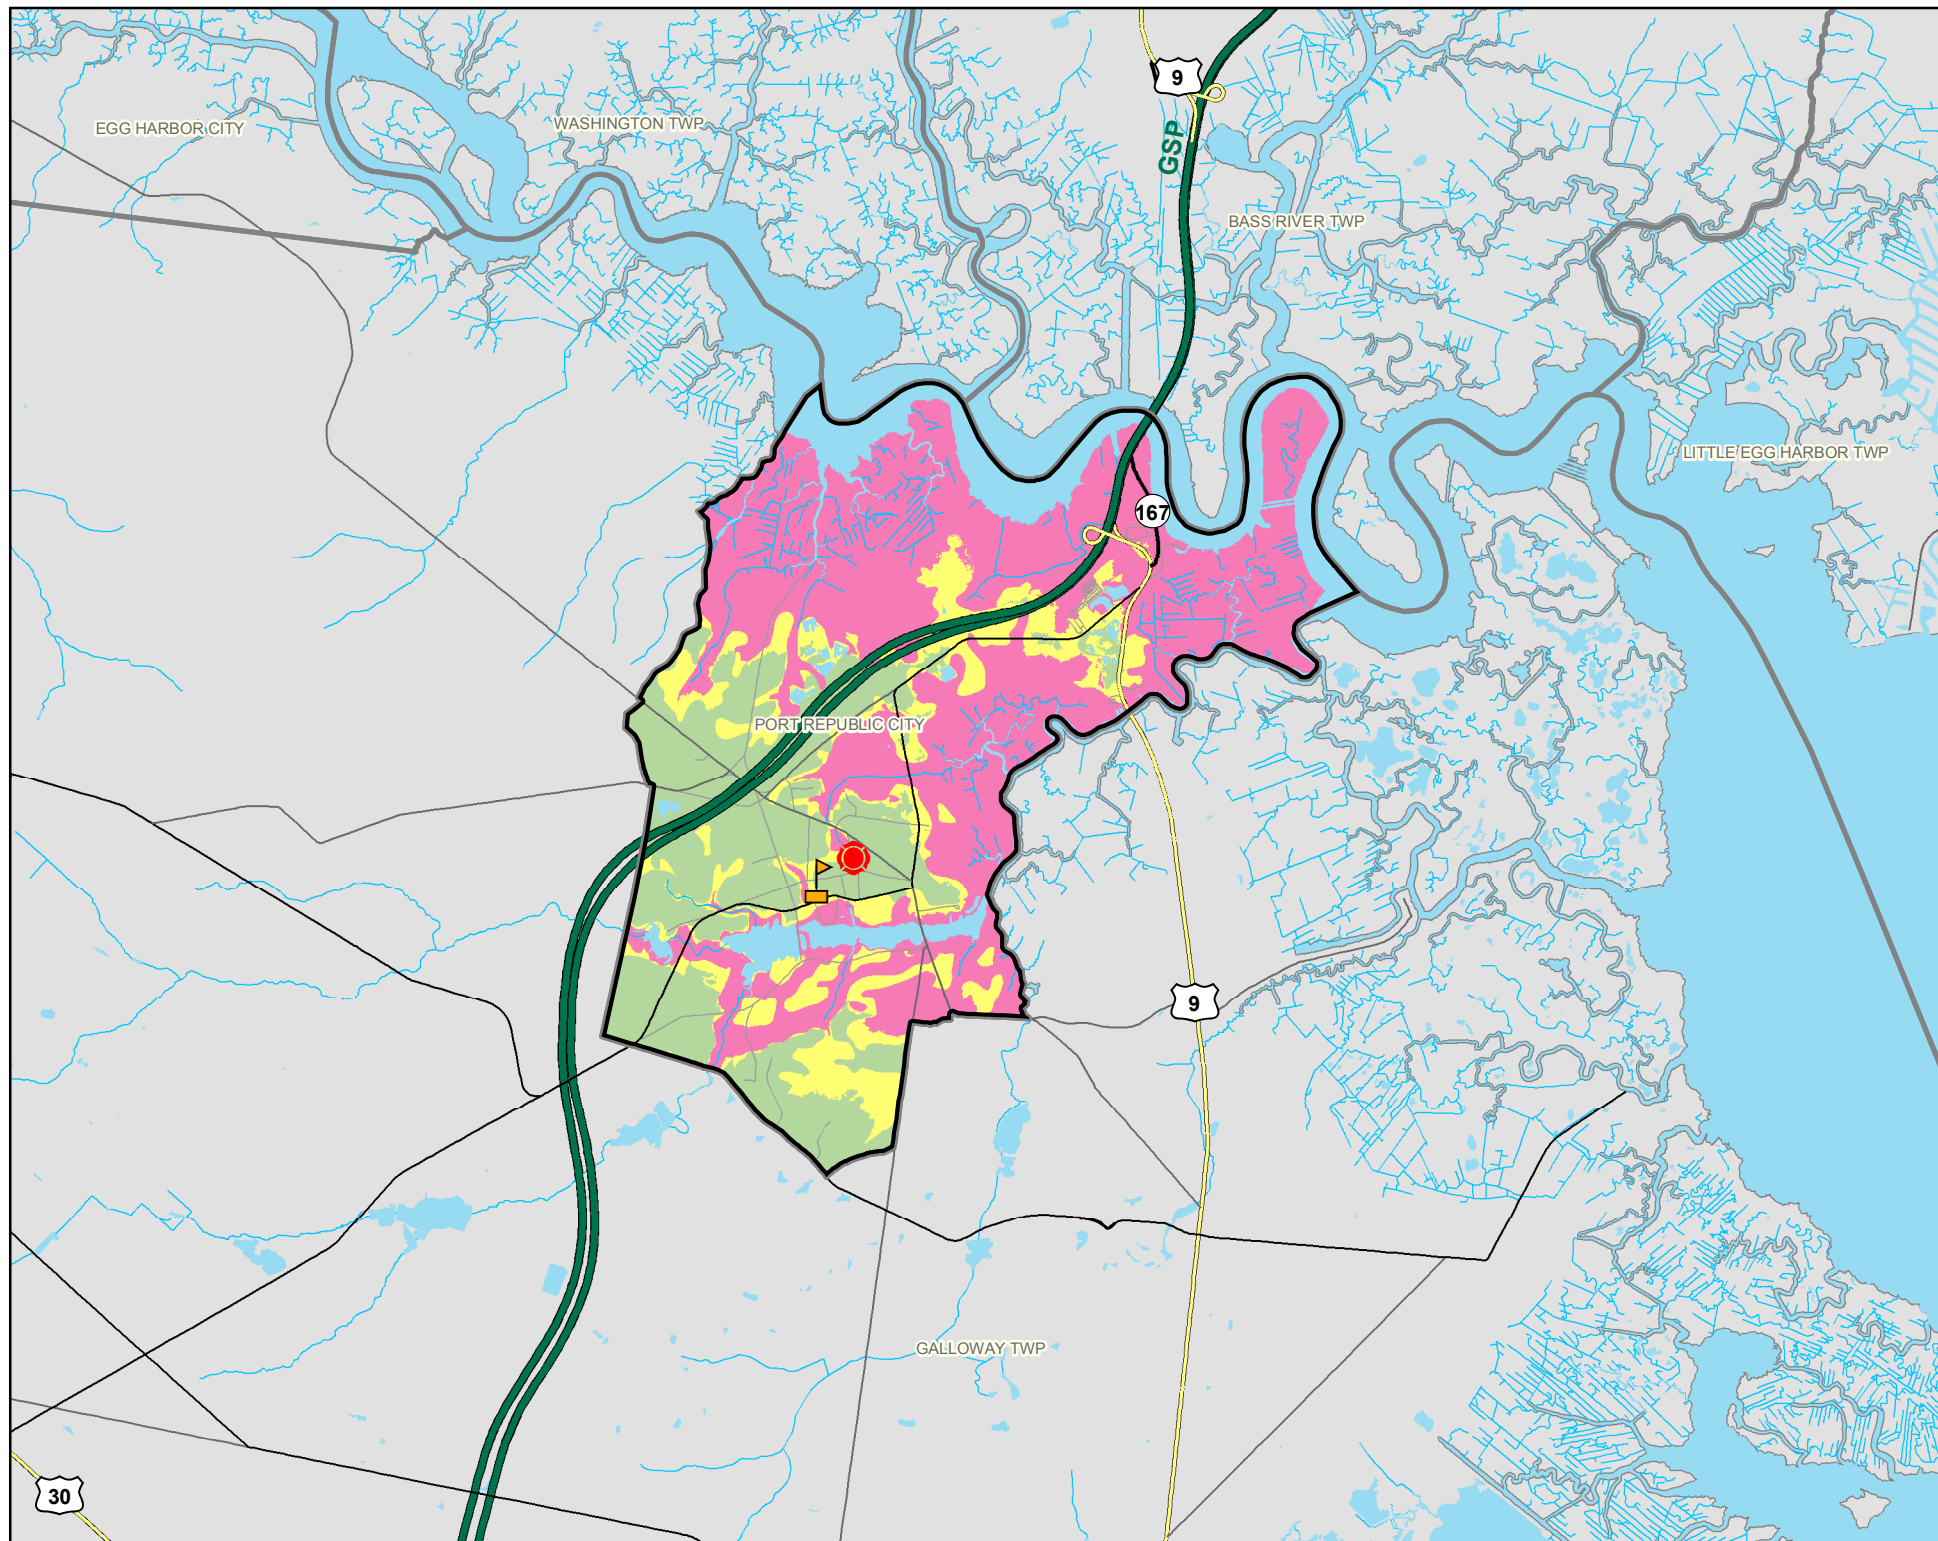 9
EGG HARBOR CITY
WASHINGTON TWP
GSP
BASS RIVER TWP
LITTLE EGG HARBOR TWP
167
PORT REPUBLIC CITY
9
GALLOWAY TWP
30